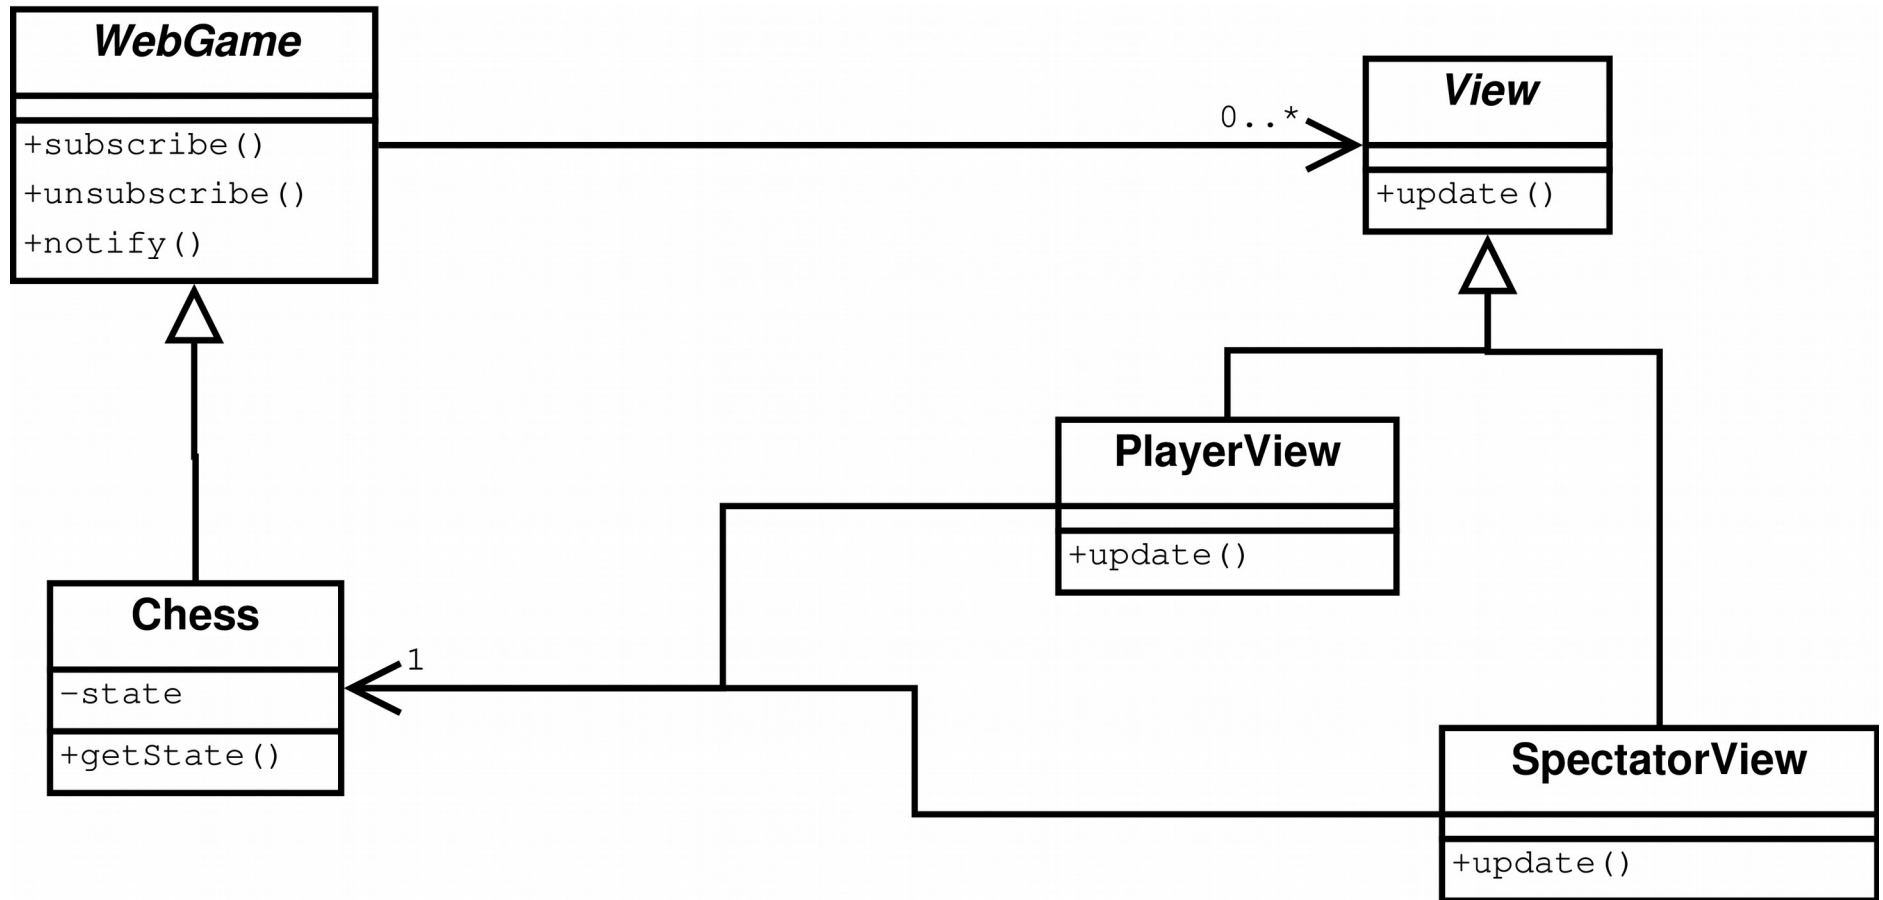 WebGame
+subscribe()
+unsubscribe()
+notify()
0..*
View
+update()
PlayerView
+update()
Chess
-state
+getState()
1
SpectatorView
+update()